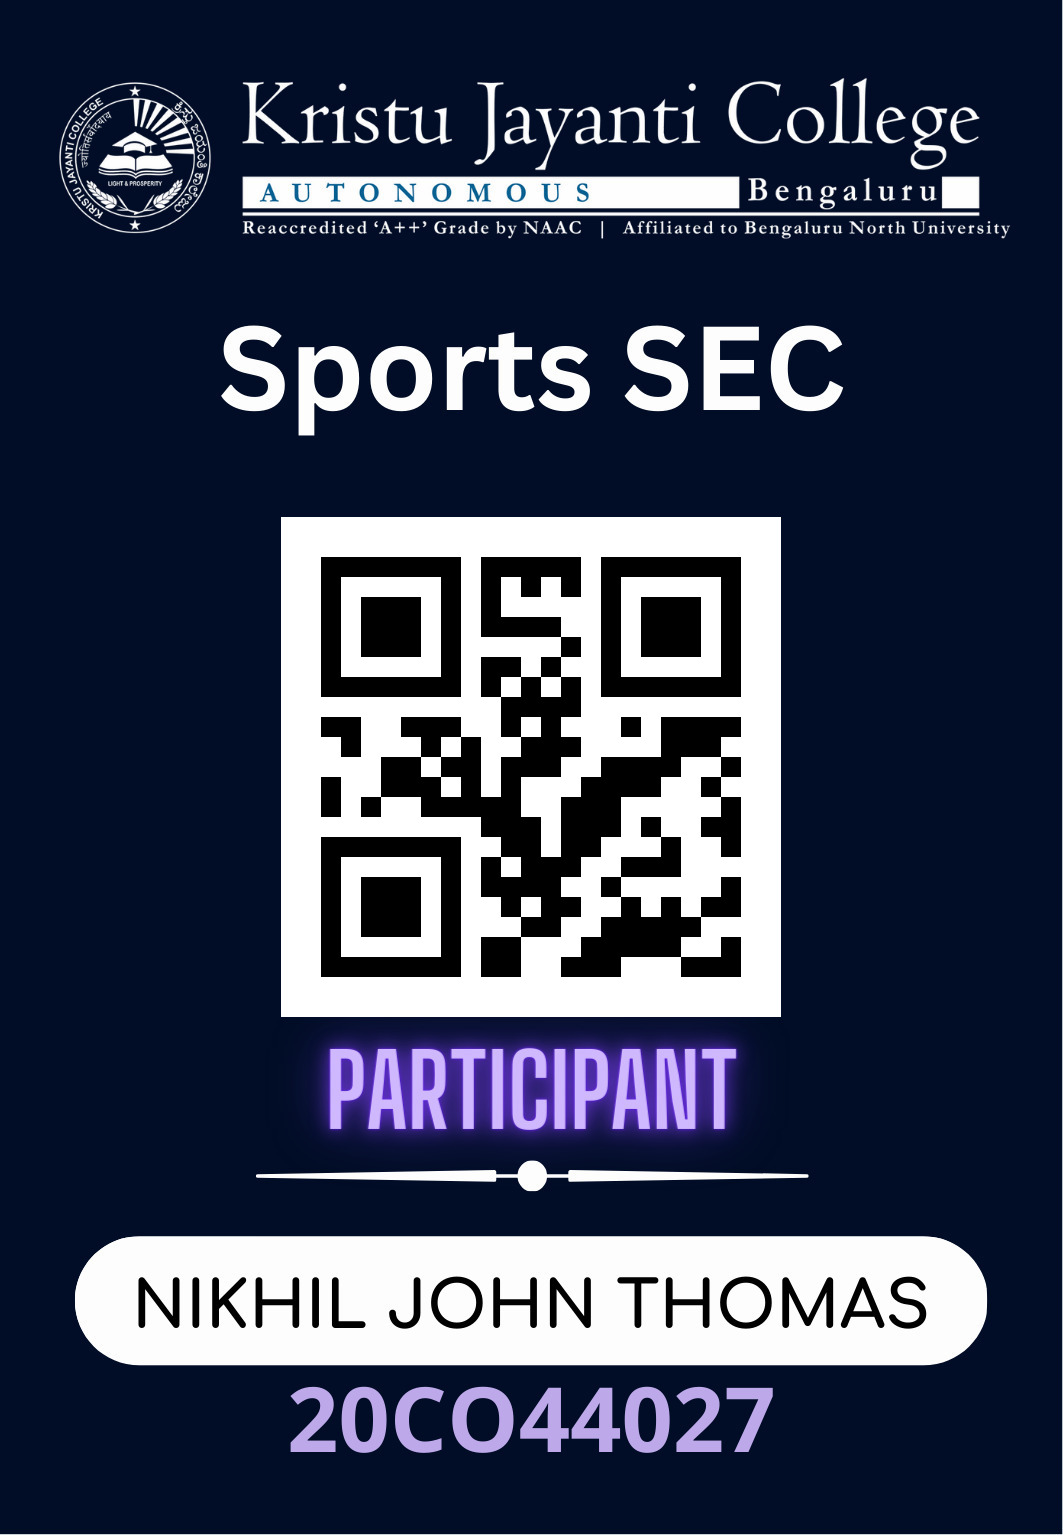 KRISTU JAYANTI COLLEGE
ಕ್ರಿಸ್ತು ಜಯಂತಿ ಕಾಲೇಜು
LIGHT & PROSPERITY
Kristu Jayanti College
AUTONOMOUS Bengaluru
Reaccredited ‘A++’ Grade by NAAC | Affiliated to Bengaluru North University
Sports SEC
PARTICIPANT
NIKHIL JOHN THOMAS
20CO44027